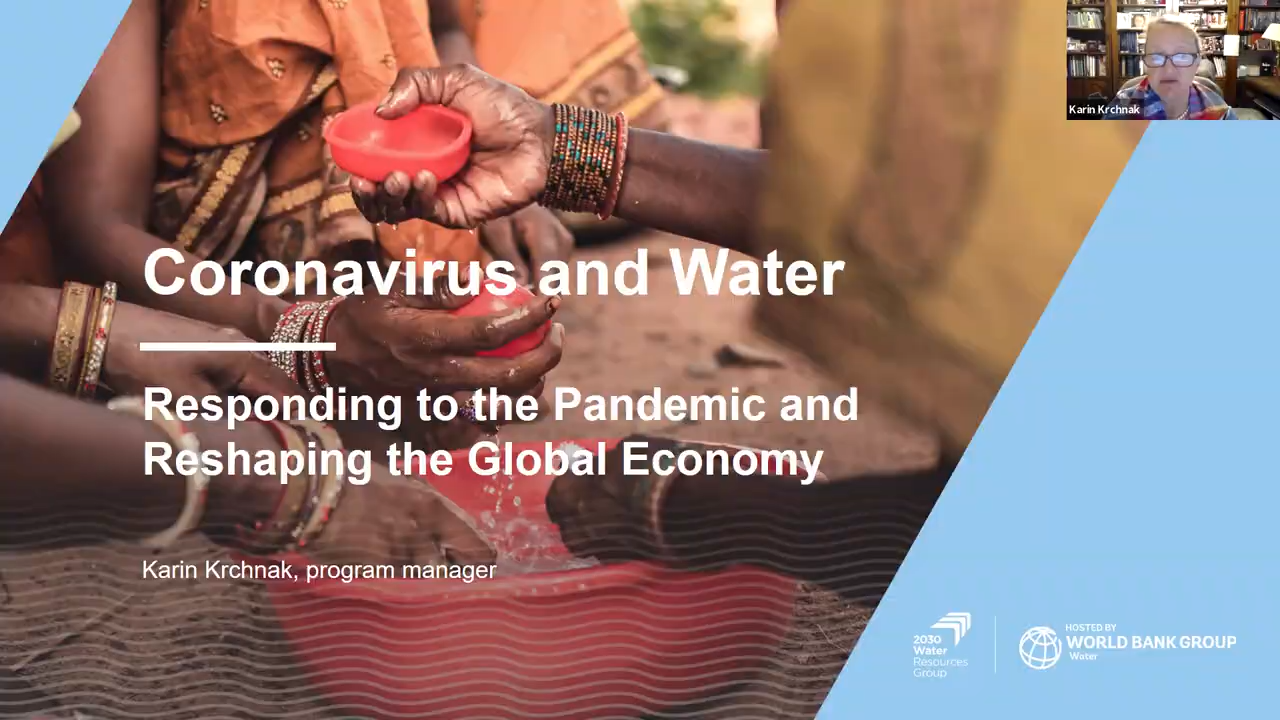 Karin Krchnak
Coronavirus and Water
Responding to the Pandemic and
Reshaping the Global Economy
Karin Krchnak, program manager
2030
Water
Resources
Group
HOSTED BY
WORLD BANK GROUP
Water